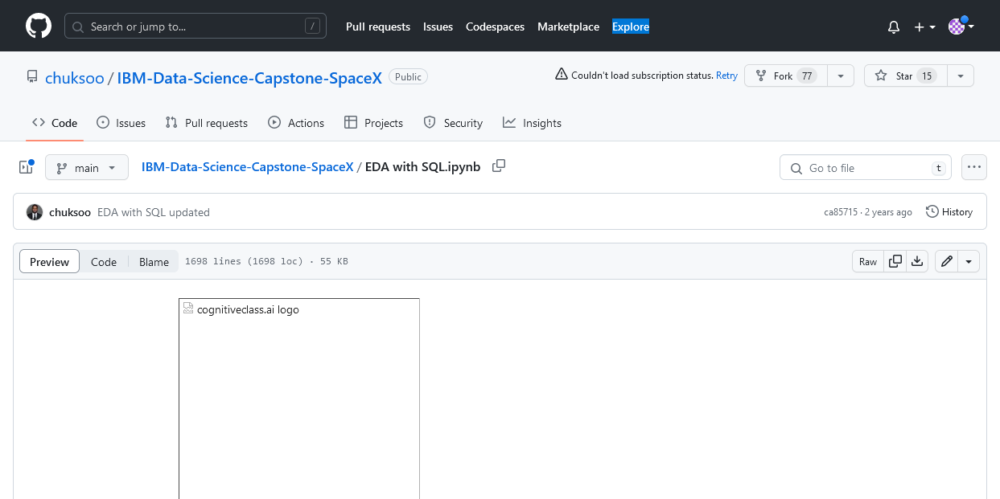 Search or jump to... /
Pull requests Issues Codespaces Marketplace Explore
chuksoo / IBM-Data-Science-Capstone-SpaceX Public
Couldn't load subscription status. Retry
Fork 77
Star 15
Code Issues Pull requests Actions Projects Security Insights
main
IBM-Data-Science-Capstone-SpaceX / EDA with SQL.ipynb
Go to file t
chuksoo EDA with SQL updated
ca85715 · 2 years ago History
Preview Code Blame 1698 lines (1698 loc) · 55 KB
Raw
cognitiveclass.ai logo